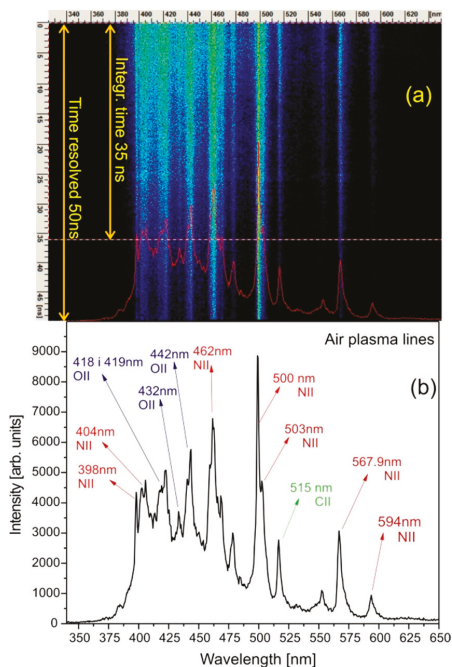 340 360 380 400 420 440 460 480 500 520 540 560 580 600 620 [nm]
0
10
15
20
25
30
35
40
45
[ns]
Time resolved 50ns
Integr. time 35 ns
(a)
Air plasma lines
(b)
418 i 419nm
OII
442nm
OII
432nm
OII
462nm
NII
500 nm
NII
404nm
NII
503nm
NII
398nm
NII
515 nm
CII
567.9nm
NII
594nm
NII
9000
8000
7000
6000
5000
4000
3000
2000
1000
0
Intensity [arb. units]
350 375 400 425 450 475 500 525 550 575 600 625 650
Wavelength [nm]